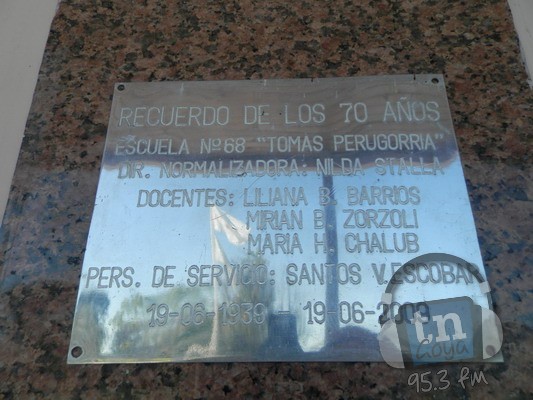 RECUERDO DE LOS 70 AÑOS
ESCUELA Nº68 "TOMAS PERUGORRIA"
DIR. NORMALIZADORA: NILDA STALLA
DOCENTES: LILIANA B. BARRIOS
MIRIAN B. ZORZOLI
MARIA H. CHALUB
PERS. DE SERVICIO: SANTOS V. ESCOBAR
19-06-1939 - 19-06-2009
tn
Goya
95.3 fm